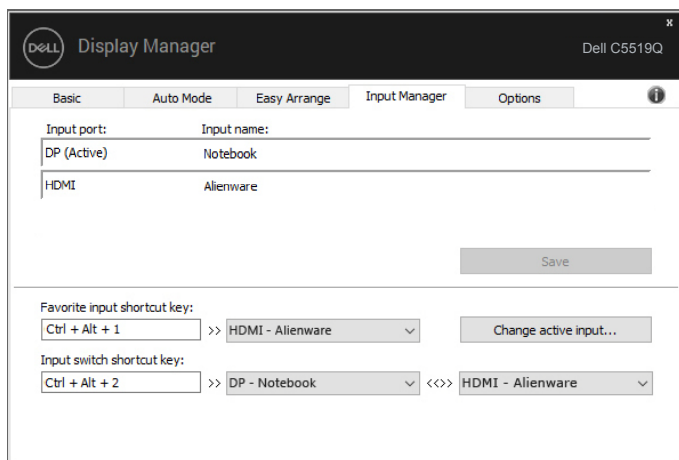 x
DELL Display Manager
Dell C5519Q
Basic Auto Mode Easy Arrange Input Manager Options i
Input port: Input name:
DP (Active) Notebook
HDMI Alienware
Save
Favorite input shortcut key:
Ctrl + Alt + 1 >> HDMI - Alienware Change active input...
Input switch shortcut key:
Ctrl + Alt + 2 >> DP - Notebook <<>> HDMI - Alienware